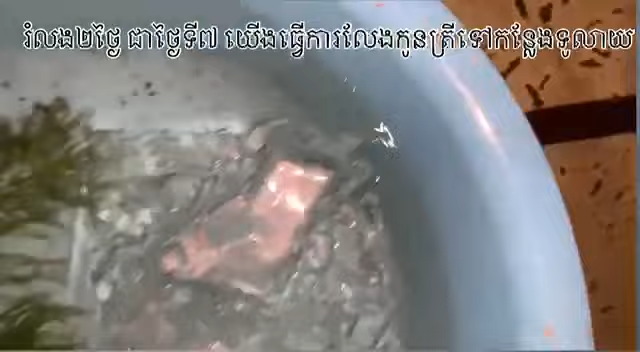 រំលង២ថ្ងៃ ជាថ្ងៃទី៧ យើងធ្វើការលែងកូនត្រីទៅកន្លែងទូលាយ